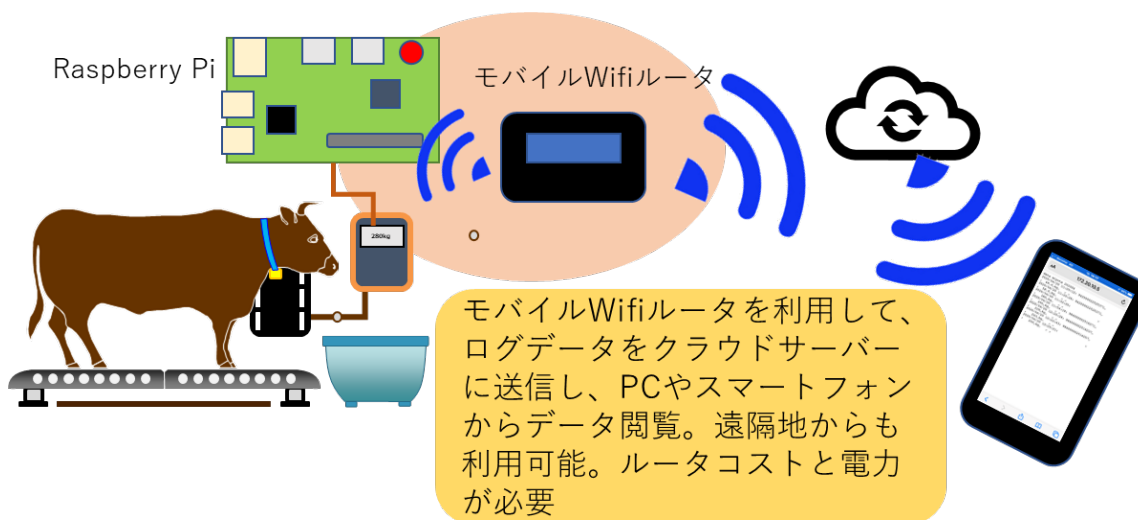 Raspberry Pi
モバイルWifiルータ
280kg
172.20.10.5
モバイルWifiルータを利用して、
ログデータをクラウドサーバー
に送信し、PCやスマートフォン
からデータ閲覧。遠隔地からも
利用可能。ルータコストと電力
が必要